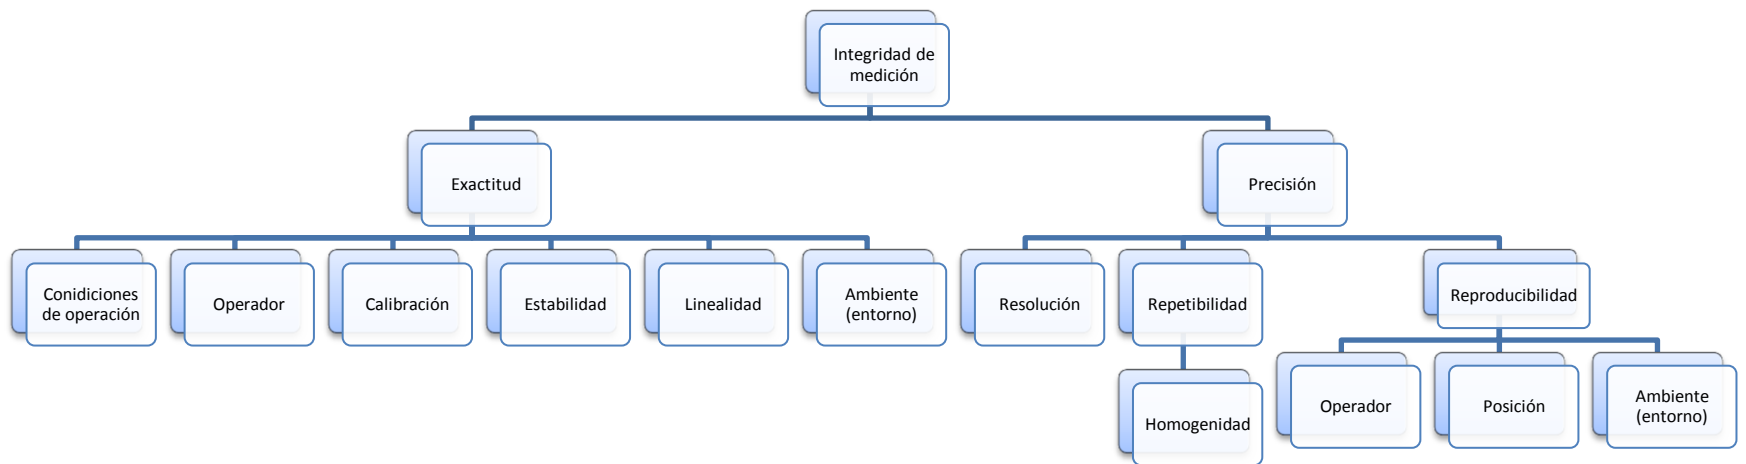 Integridad de
medición
Exactitud
Precisión
Conidiciones
de operación
Operador
Calibración
Estabilidad
Linealidad
Ambiente
(entorno)
Resolución
Repetibilidad
Reproducibilidad
Homogenidad
Operador
Posición
Ambiente
(entorno)